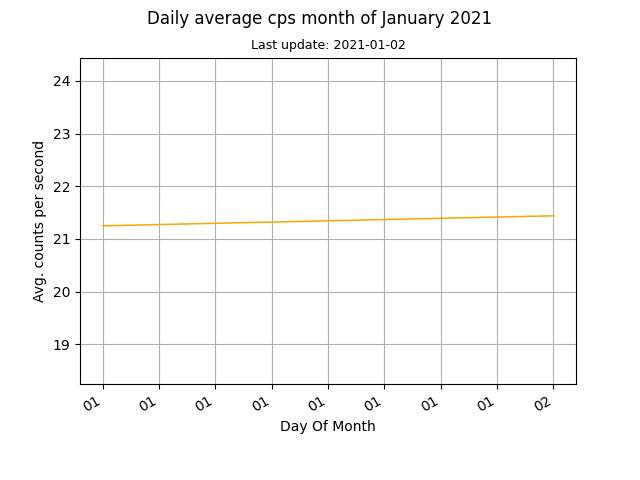 Daily average cps month of January 2021
Last update: 2021-01-02
24
23
22
21
20
19
Avg. counts per second
01 01 01 01 01 01 01 01 02
Day Of Month